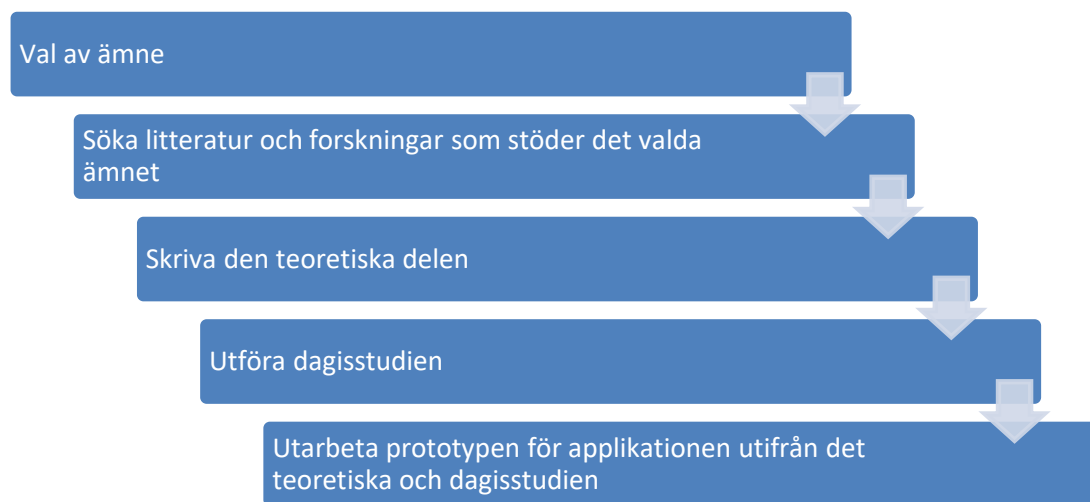 Val av ämne
Söka litteratur och forskningar som stöder det valda
ämnet
Skriva den teoretiska delen
Utföra dagisstudien
Utarbeta prototypen för applikationen utifrån det
teoretiska och dagisstudien